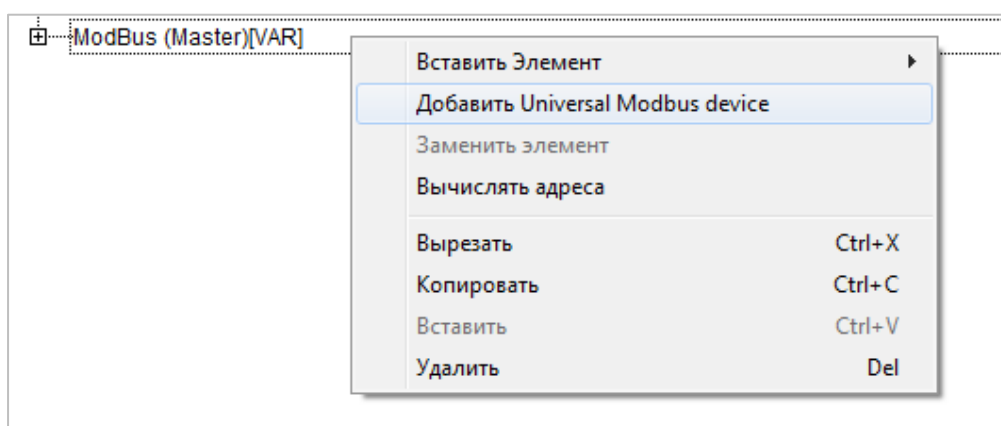 ModBus (Master)[VAR]
Вставить Элемент
Добавить Universal Modbus device
Заменить элемент
Вычислять адреса
Вырезать Ctrl+X
Копировать Ctrl+C
Вставить Ctrl+V
Удалить Del